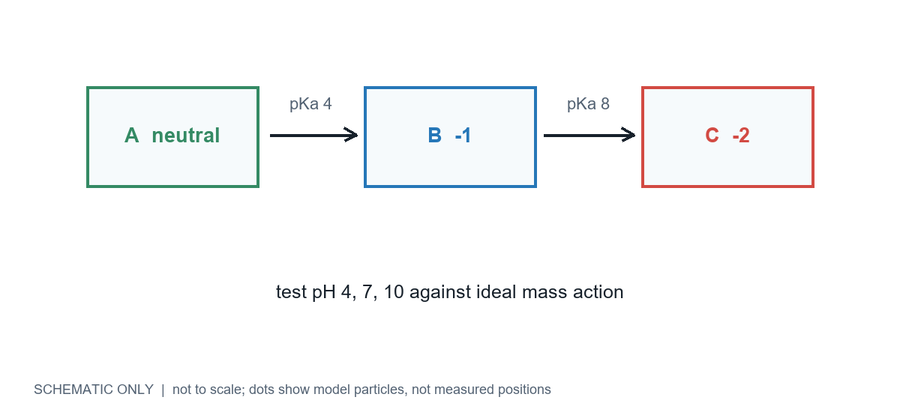 pKa 4
pKa 8
A neutral
B -1
C -2
test pH 4, 7, 10 against ideal mass action
SCHEMATIC ONLY | not to scale; dots show model particles, not measured positions